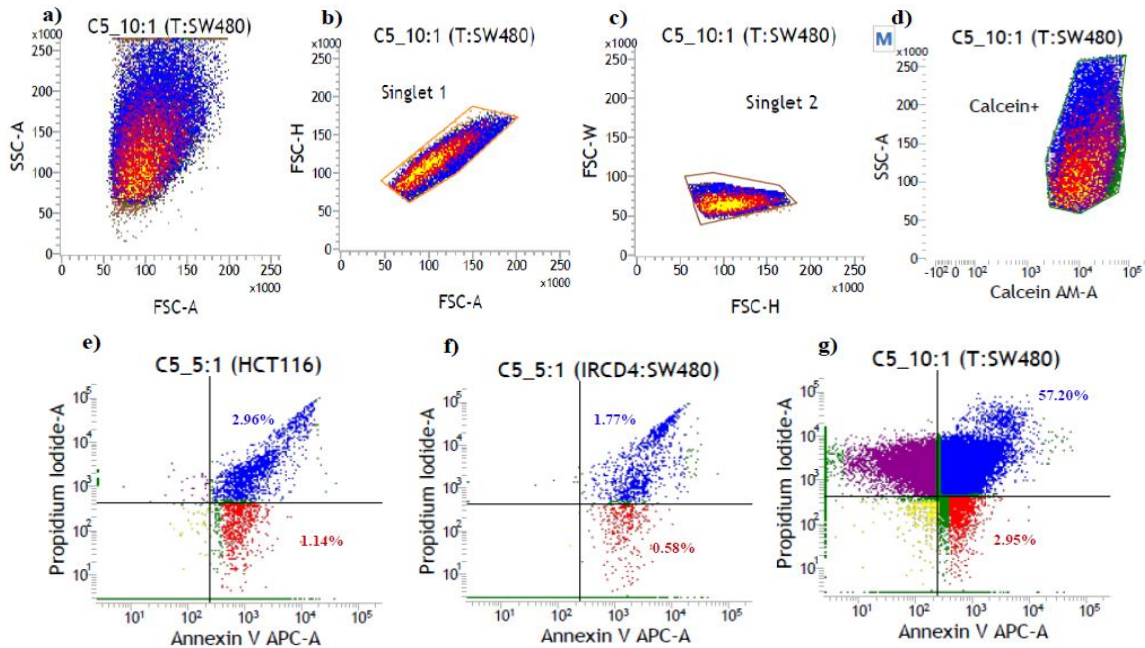 a)
C5_10:1 (T:SW480)
x1000
250
200
150
100
50
0
SSC-A
0 50 100 150 200 250
x1000
FSC-A
b)
C5_10:1 (T:SW480)
x1000
Singlet 1
250
200
150
100
50
0
FSC-H
0 50 100 150 200 250
x1000
FSC-A
c)
C5_10:1 (T:SW480)
x1000
Singlet 2
250
200
150
100
50
0
FSC-W
0 50 100 150 200 250
x1000
FSC-H
M
d)
C5_10:1 (T:SW480)
x1000
Calcein+
250
200
150
100
50
0
SSC-A
-10² 0 10² 10³ 10⁴ 10⁵
Calcein AM-A
e)
C5_5:1 (HCT116)
2.96%
1.14%
10⁵
10⁴
10³
10²
10¹
Propidium Iodide-A
10¹ 10² 10³ 10⁴ 10⁵
Annexin V APC-A
f)
C5_5:1 (IRCD4:SW480)
1.77%
0.58%
10⁵
10⁴
10³
10²
10¹
Propidium Iodide-A
10¹ 10² 10³ 10⁴ 10⁵
Annexin V APC-A
g)
C5_10:1 (T:SW480)
57.20%
2.95%
10⁵
10⁴
10³
10²
10¹
Propidium Iodide-A
10¹ 10² 10³ 10⁴ 10⁵
Annexin V APC-A